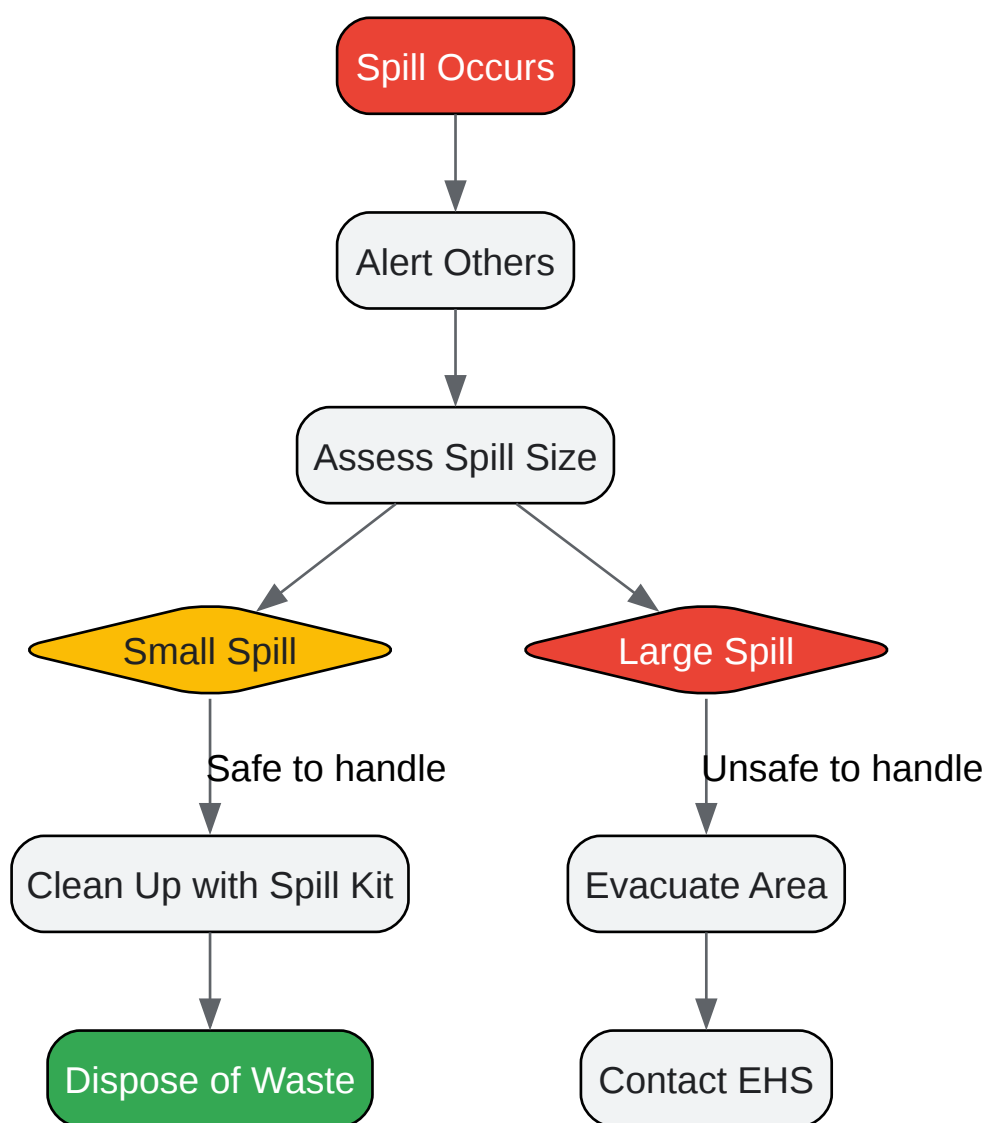 Spill Occurs
Alert Others
Assess Spill Size
Small Spill
Large Spill
Safe to handle
Unsafe to handle
Clean Up with Spill Kit
Evacuate Area
Dispose of Waste
Contact EHS